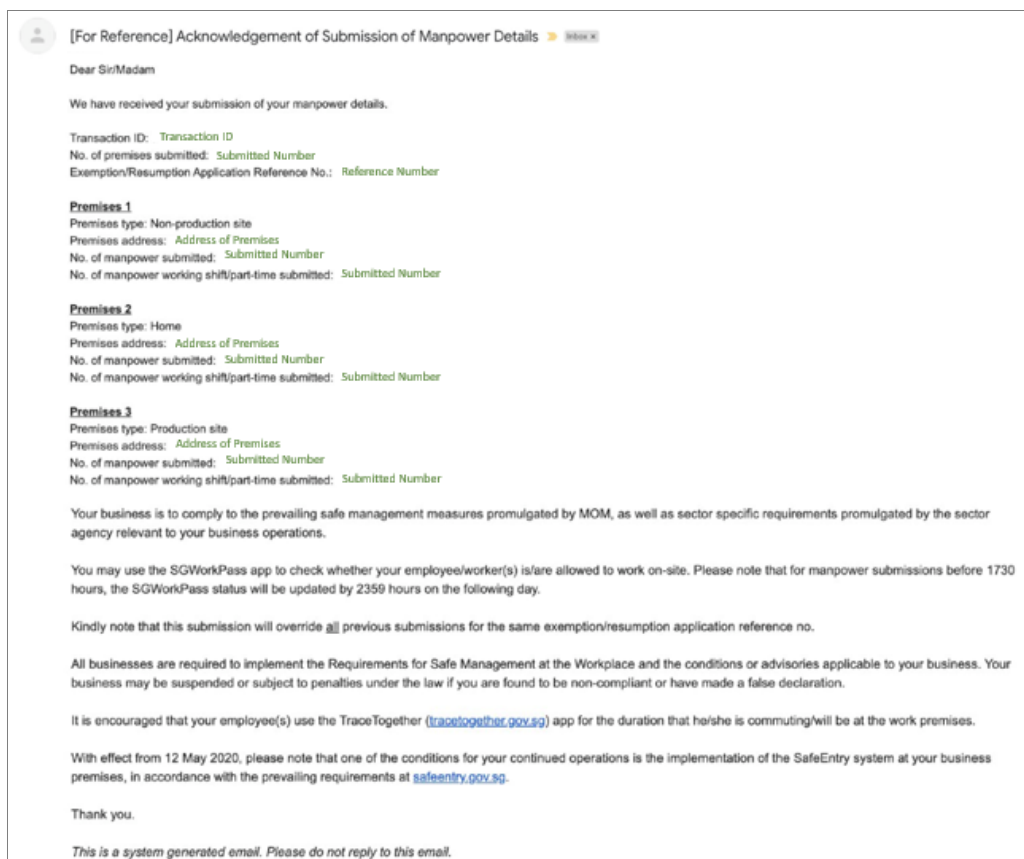 [For Reference] Acknowledgement of Submission of Manpower Details Inbox x
Dear Sir/Madam
We have received your submission of your manpower details.
Transaction ID: Transaction ID
No. of premises submitted: Submitted Number
Exemption/Resumption Application Reference No.: Reference Number
Premises 1
Premises type: Non-production site
Premises address: Address of Premises
No. of manpower submitted: Submitted Number
No. of manpower working shift/part-time submitted: Submitted Number
Premises 2
Premises type: Home
Premises address: Address of Premises
No. of manpower submitted: Submitted Number
No. of manpower working shift/part-time submitted: Submitted Number
Premises 3
Premises type: Production site
Premises address: Address of Premises
No. of manpower submitted: Submitted Number
No. of manpower working shift/part-time submitted: Submitted Number
Your business is to comply to the prevailing safe management measures promulgated by MOM, as well as sector specific requirements promulgated by the sector
agency relevant to your business operations.
You may use the SGWorkPass app to check whether your employee/worker(s) is/are allowed to work on-site. Please note that for manpower submissions before 1730
hours, the SGWorkPass status will be updated by 2359 hours on the following day.
Kindly note that this submission will override all previous submissions for the same exemption/resumption application reference no.
All businesses are required to implement the Requirements for Safe Management at the Workplace and the conditions or advisories applicable to your business. Your
business may be suspended or subject to penalties under the law if you are found to be non-compliant or have made a false declaration.
It is encouraged that your employee(s) use the TraceTogether (tracetogether.gov.sg) app for the duration that he/she is commuting/will be at the work premises.
With effect from 12 May 2020, please note that one of the conditions for your continued operations is the implementation of the SafeEntry system at your business
premises, in accordance with the prevailing requirements at safeentry.gov.sg.
Thank you.
This is a system generated email. Please do not reply to this email.